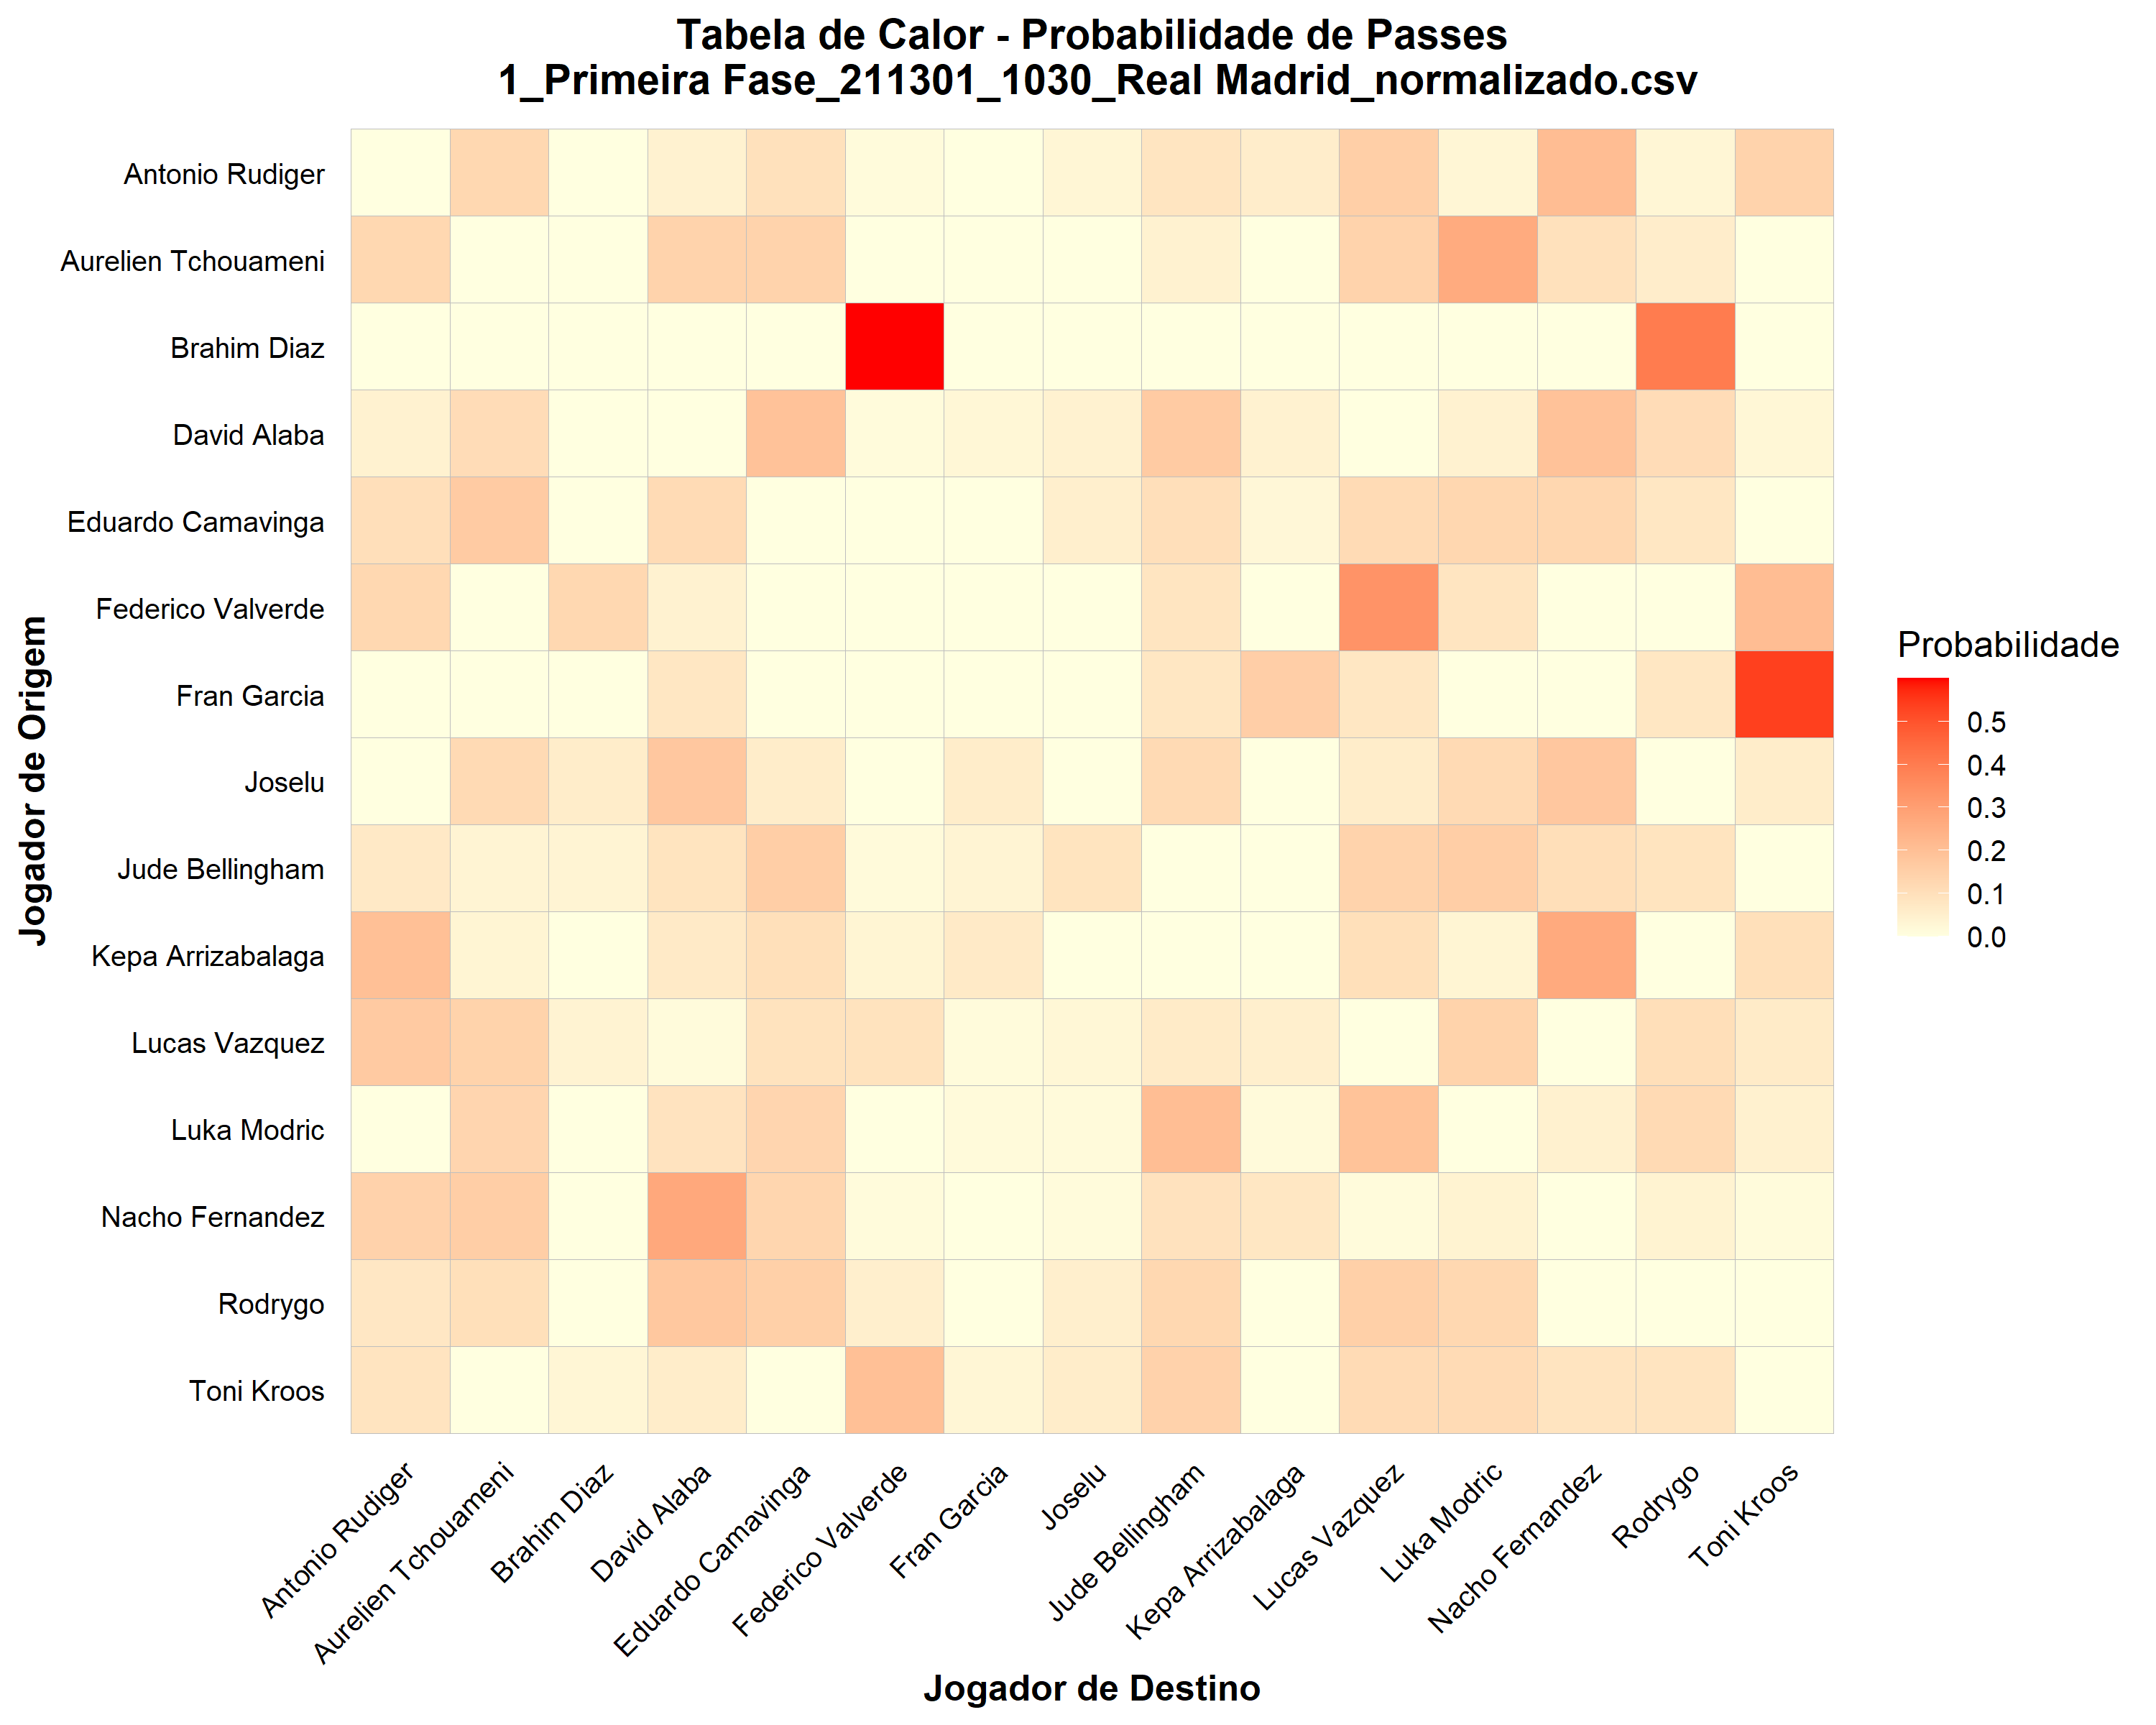 Tabela de Calor - Probabilidade de Passes
1_Primeira Fase_211301_1030_Real Madrid_normalizado.csv
Jogador de Origem
Antonio Rudiger
Aurelien Tchouameni
Brahim Diaz
David Alaba
Eduardo Camavinga
Federico Valverde
Fran Garcia
Joselu
Jude Bellingham
Kepa Arrizabalaga
Lucas Vazquez
Luka Modric
Nacho Fernandez
Rodrygo
Toni Kroos
Antonio Rudiger
Aurelien Tchouameni
Brahim Diaz
David Alaba
Eduardo Camavinga
Federico Valverde
Fran Garcia
Joselu
Jude Bellingham
Kepa Arrizabalaga
Lucas Vazquez
Luka Modric
Nacho Fernandez
Rodrygo
Toni Kroos
Jogador de Destino
Probabilidade
0.5
0.4
0.3
0.2
0.1
0.0